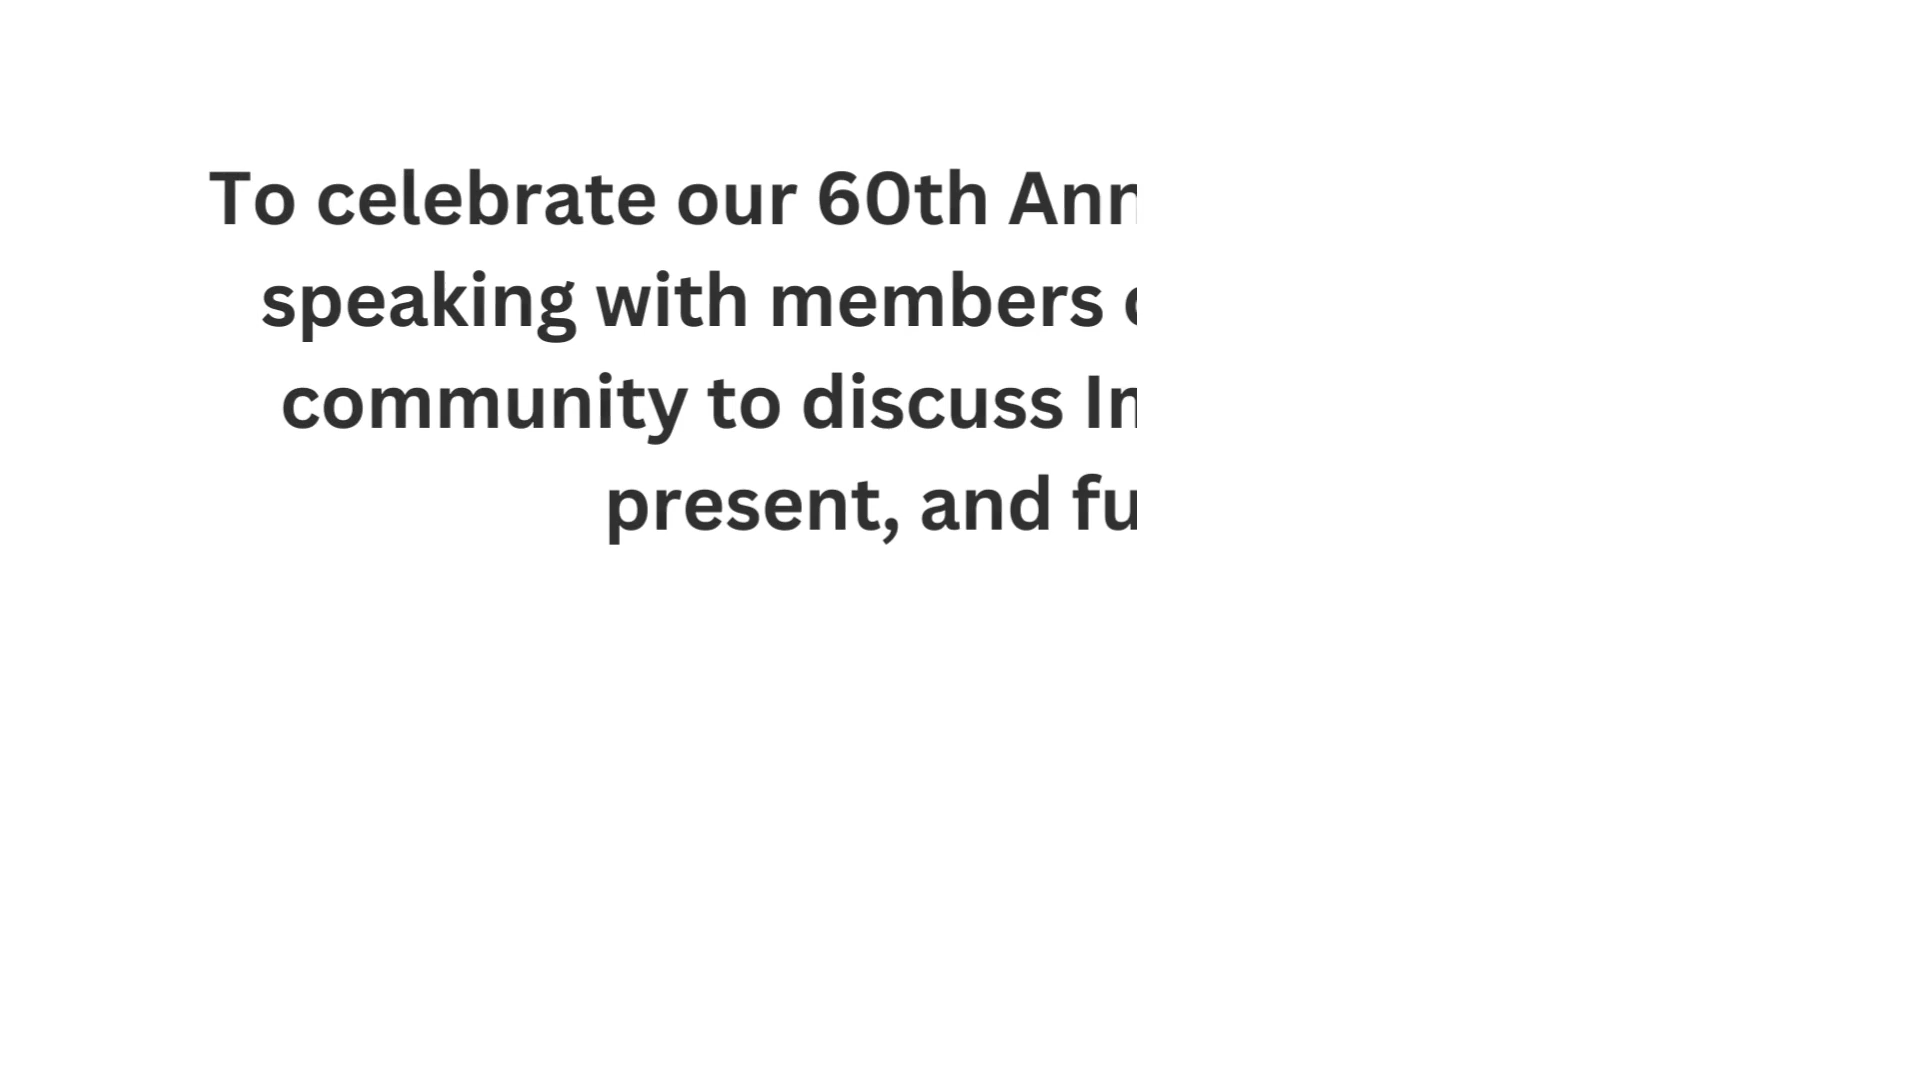 To celebrate our 60th
speaking with members
community to discuss
present, and